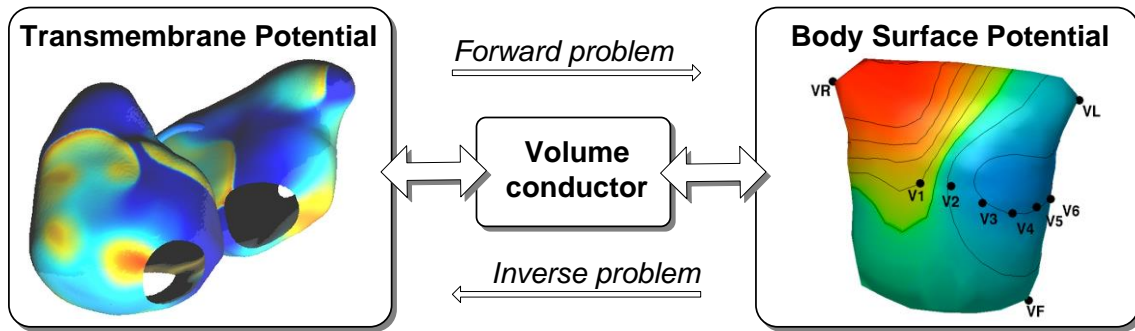 Transmembrane Potential
Forward problem
Volume
conductor
Inverse problem
Body Surface Potential
VR
VL
V1
V2
V3
V4
V5
V6
VF